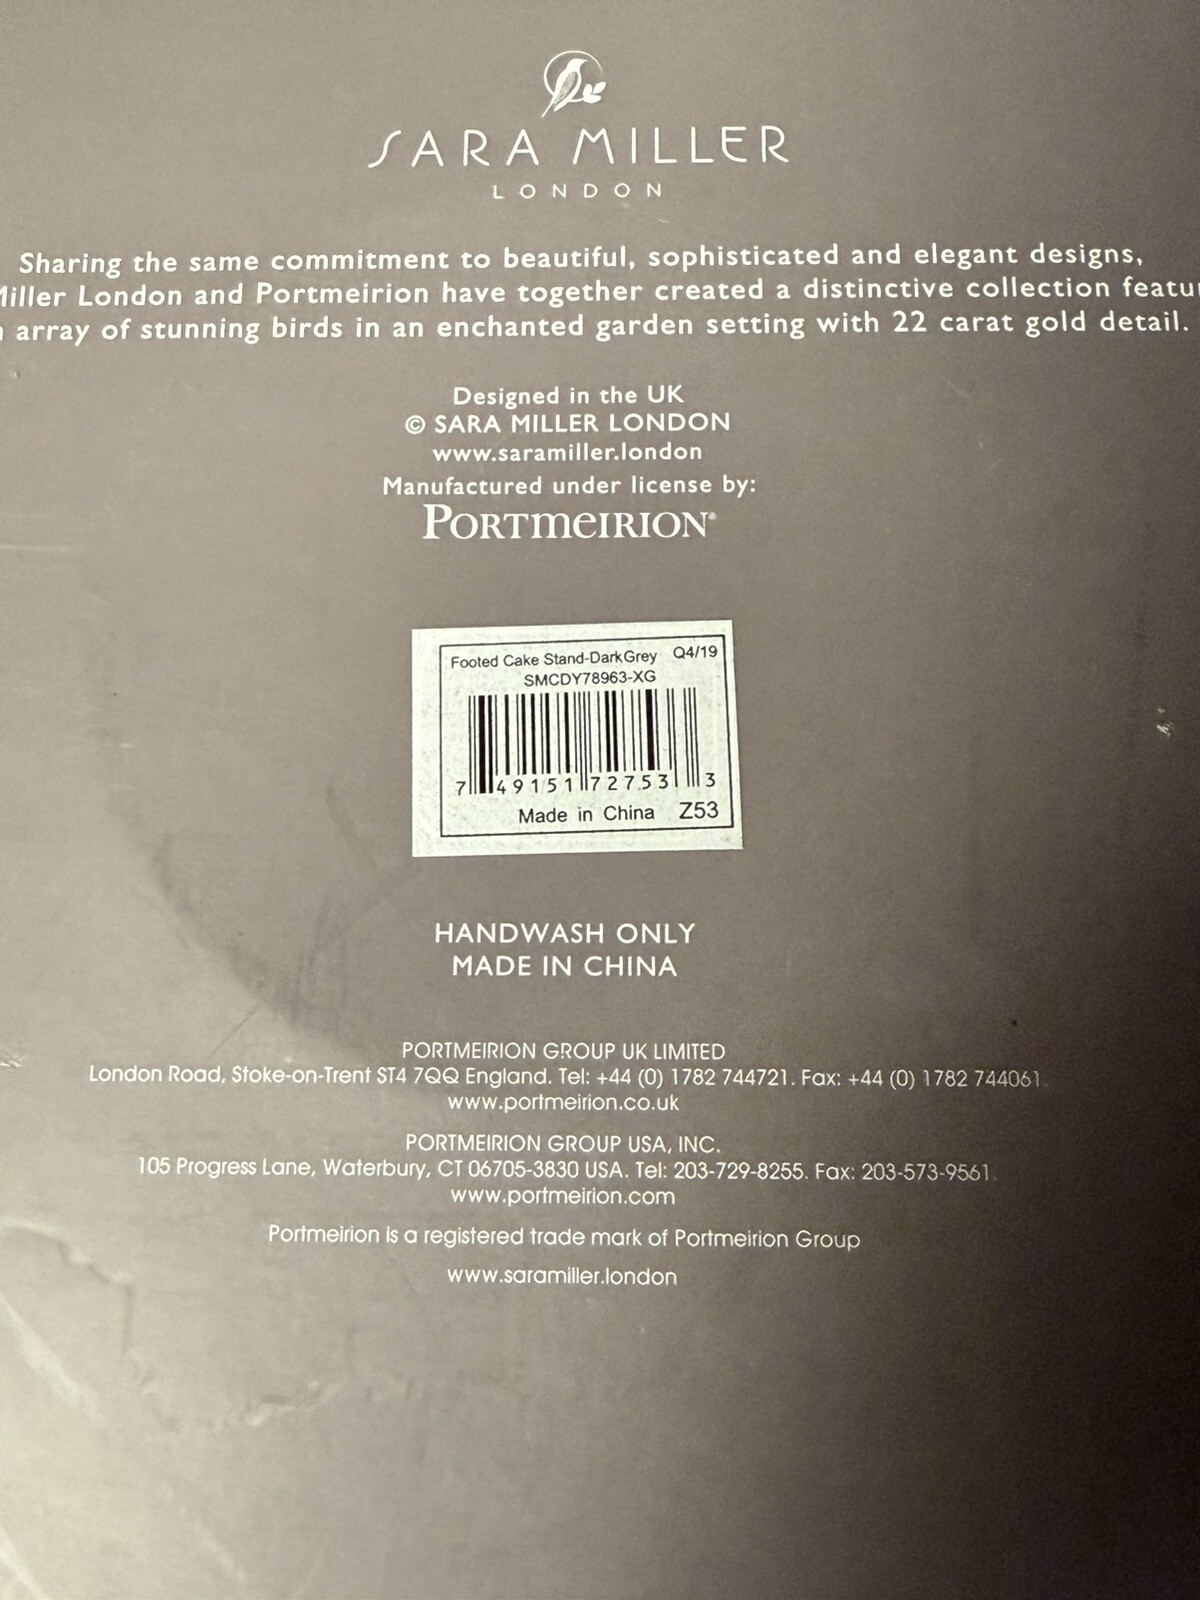 SARA MILLER
LONDON
Sharing the same commitment to beautiful, sophisticated and elegant designs,
Miller London and Portmeirion have together created a distinctive collection
array of stunning birds in an enchanted garden setting with 22 carat gold detail.
Designed in the UK
© SARA MILLER LONDON
www.saramiller.london
Manufactured under license by:
PORTMEIRION®
Footed Cake Stand-DarkGrey Q4/19
SMCDY78963-XG
7 49151 72753 3
Made in China Z53
HANDWASH ONLY
MADE IN CHINA
PORTMEIRION GROUP UK LIMITED
London Road, Stoke-on-Trent ST4 7QQ England. Tel: +44 (0) 1782 744721. Fax: +44 (0) 1782 744061.
www.portmeirion.co.uk
PORTMEIRION GROUP USA, INC.
105 Progress Lane, Waterbury, CT 06705-3830 USA. Tel: 203-729-8255. Fax: 203-573-9561.
www.portmeirion.com
Portmeirion is a registered trade mark of Portmeirion Group
www.saramiller.london